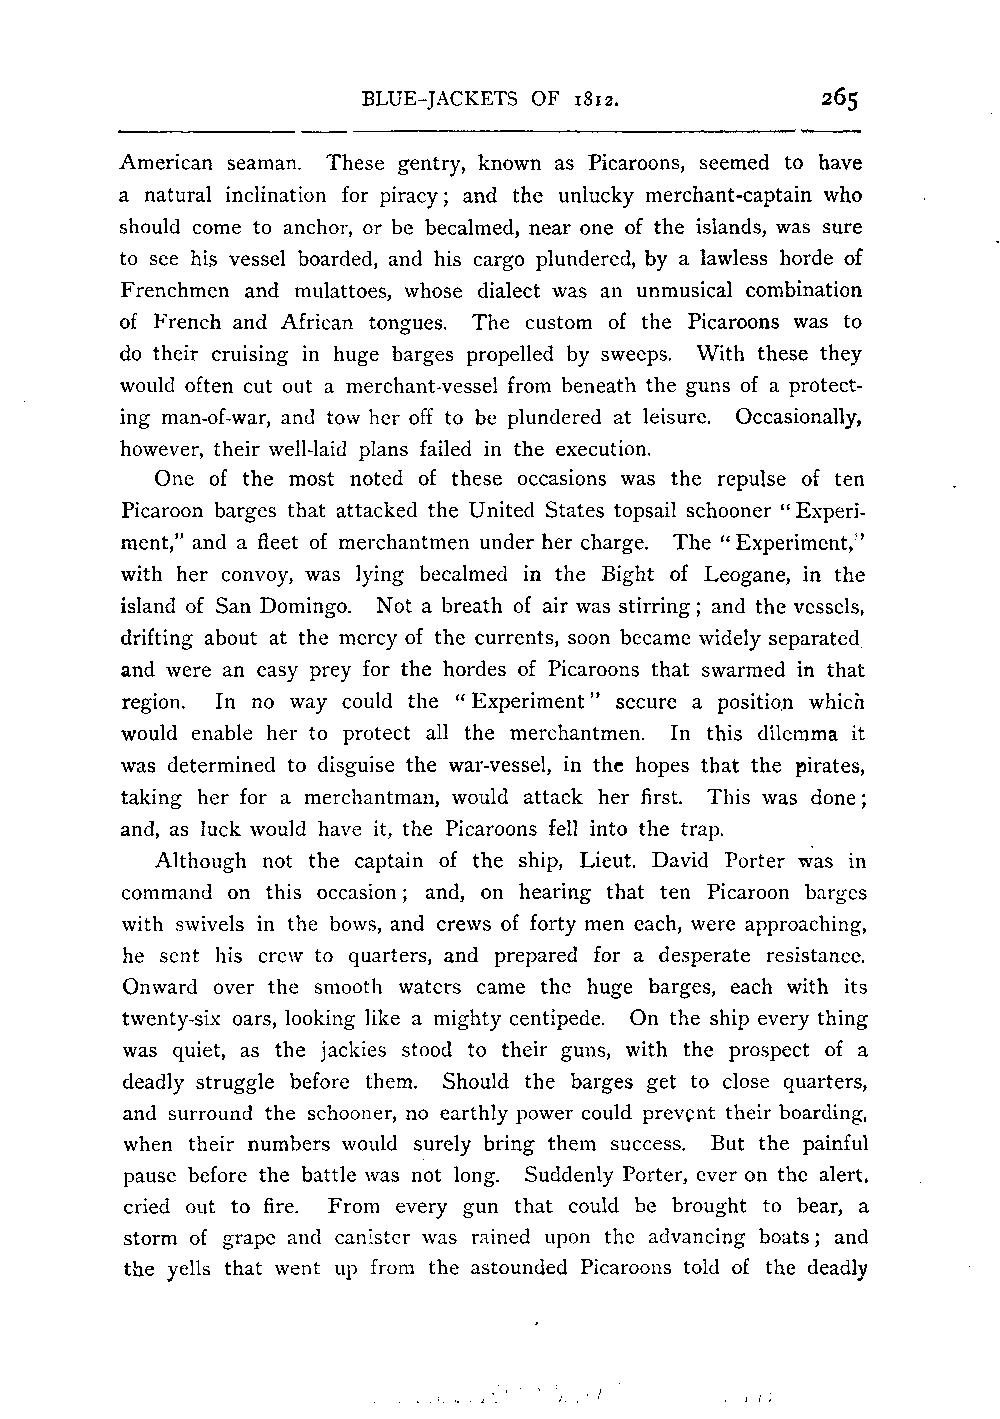 BLUE-JACKETS OF 1812. 265
American seaman. These gentry, known as Picaroons, seemed to have
a natural inclination for piracy; and the unlucky merchant-captain who
should come to anchor, or be becalmed, near one of the islands, was sure
to see his vessel boarded, and his cargo plundered, by a lawless horde of
Frenchmen and mulattoes, whose dialect was an unmusical combination
of French and African tongues. The custom of the Picaroons was to
do their cruising in huge barges propelled by sweeps. With these they
would often cut out a merchant-vessel from beneath the guns of a protect-
ing man-of-war, and tow her off to be plundered at leisure. Occasionally,
however, their well-laid plans failed in the execution.
One of the most noted of these occasions was the repulse of ten
Picaroon barges that attacked the United States topsail schooner "Experi-
ment," and a fleet of merchantmen under her charge. The "Experiment,"
with her convoy, was lying becalmed in the Bight of Leogane, in the
island of San Domingo. Not a breath of air was stirring; and the vessels,
drifting about at the mercy of the currents, soon became widely separated
and were an easy prey for the hordes of Picaroons that swarmed in that
region. In no way could the "Experiment" secure a position which
would enable her to protect all the merchantmen. In this dilemma it
was determined to disguise the war-vessel, in the hopes that the pirates,
taking her for a merchantman, would attack her first. This was done;
and, as luck would have it, the Picaroons fell into the trap.
Although not the captain of the ship, Lieut. David Porter was in
command on this occasion; and, on hearing that ten Picaroon barges
with swivels in the bows, and crews of forty men each, were approaching,
he sent his crew to quarters, and prepared for a desperate resistance.
Onward over the smooth waters came the huge barges, each with its
twenty-six oars, looking like a mighty centipede. On the ship every thing
was quiet, as the jackies stood to their guns, with the prospect of a
deadly struggle before them. Should the barges get to close quarters,
and surround the schooner, no earthly power could prevent their boarding,
when their numbers would surely bring them success. But the painful
pause before the battle was not long. Suddenly Porter, ever on the alert,
cried out to fire. From every gun that could be brought to bear, a
storm of grape and canister was rained upon the advancing boats; and
the yells that went up from the astounded Picaroons told of the deadly